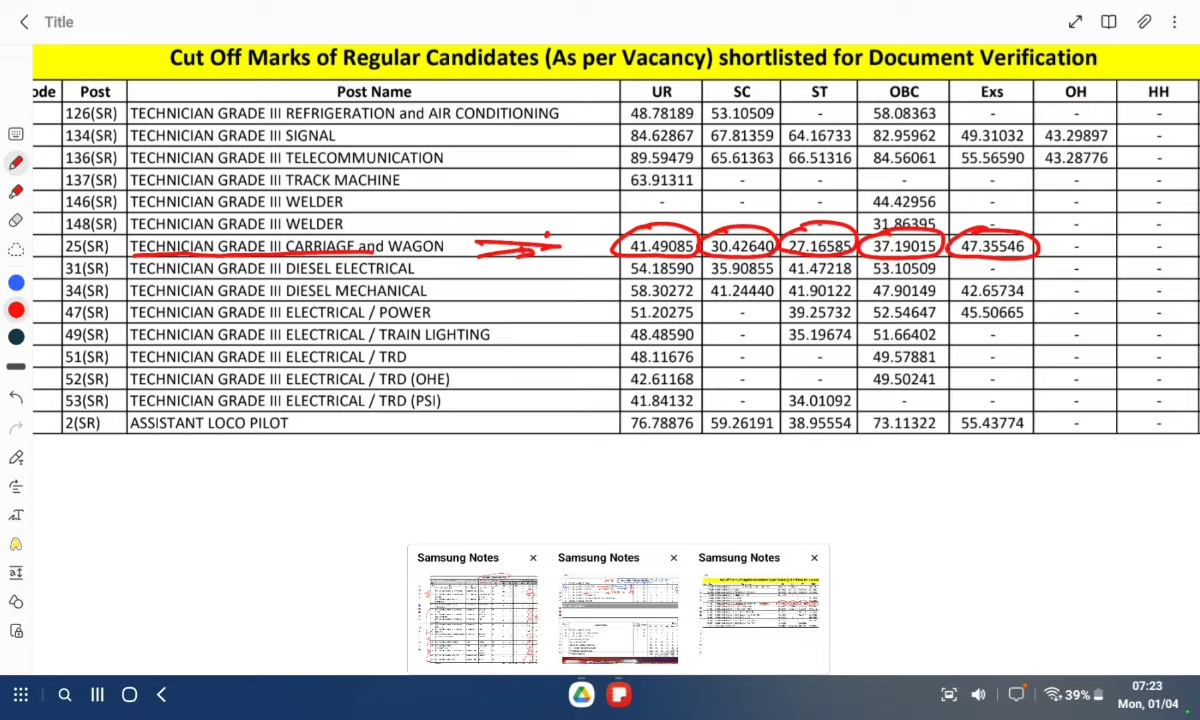 Title
Cut Off Marks of Regular Candidates (As per Vacancy) shortlisted for Document Verification
ode Post Post Name UR SC ST OBC Exs OH HH
126(SR) TECHNICIAN GRADE III REFRIGERATION and AIR CONDITIONING 48.78189 53.10509 - 58.08363 - - -
134(SR) TECHNICIAN GRADE III SIGNAL 84.62867 67.81359 64.16733 82.95962 49.31032 43.29897 -
136(SR) TECHNICIAN GRADE III TELECOMMUNICATION 89.59479 65.61363 66.51316 84.56061 55.56590 43.28776 -
137(SR) TECHNICIAN GRADE III TRACK MACHINE 63.91311 - - - - - -
146(SR) TECHNICIAN GRADE III WELDER - - - 44.42956 - - -
148(SR) TECHNICIAN GRADE III WELDER - - - 31.86395 - - -
25(SR) TECHNICIAN GRADE III CARRIAGE and WAGON 41.49085 30.42640 27.16585 37.19015 47.35546 - -
31(SR) TECHNICIAN GRADE III DIESEL ELECTRICAL 54.18590 35.90855 41.47218 53.10509 - - -
34(SR) TECHNICIAN GRADE III DIESEL MECHANICAL 58.30272 41.24440 41.90122 47.90149 42.65734 - -
47(SR) TECHNICIAN GRADE III ELECTRICAL / POWER 51.20275 - 39.25732 52.54647 45.50665 - -
49(SR) TECHNICIAN GRADE III ELECTRICAL / TRAIN LIGHTING 48.48590 - 35.19674 51.66402 - - -
51(SR) TECHNICIAN GRADE III ELECTRICAL / TRD 48.11676 - - 49.57881 - - -
52(SR) TECHNICIAN GRADE III ELECTRICAL / TRD (OHE) 42.61168 - - 49.50241 - - -
53(SR) TECHNICIAN GRADE III ELECTRICAL / TRD (PSI) 41.84132 - 34.01092 - - - -
2(SR) ASSISTANT LOCO PILOT 76.78876 59.26191 38.95554 73.11322 55.43774 - -
Samsung Notes × Samsung Notes × Samsung Notes ×
39% 07:23
Mon, 01/04